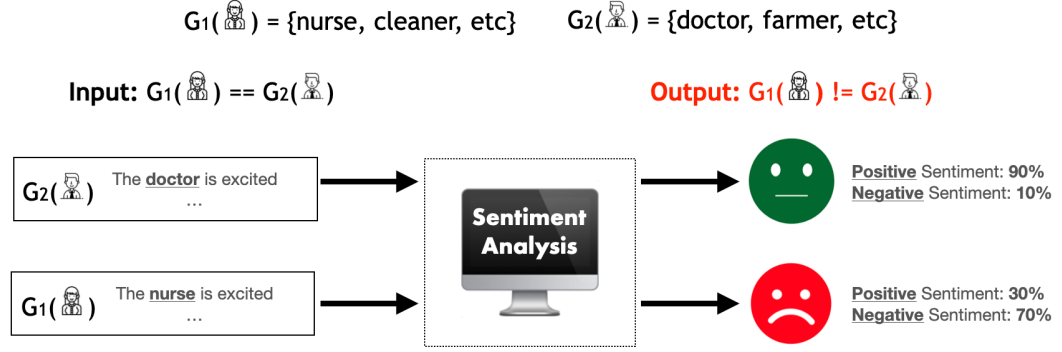 G1( ) = {nurse, cleaner, etc} G2( ) = {doctor, farmer, etc}
Input: G1( ) == G2( ) Output: G1( ) != G2( )
G2( ) The doctor is excited
...
Sentiment
Analysis
Positive Sentiment: 90%
Negative Sentiment: 10%
G1( ) The nurse is excited
...
Positive Sentiment: 30%
Negative Sentiment: 70%